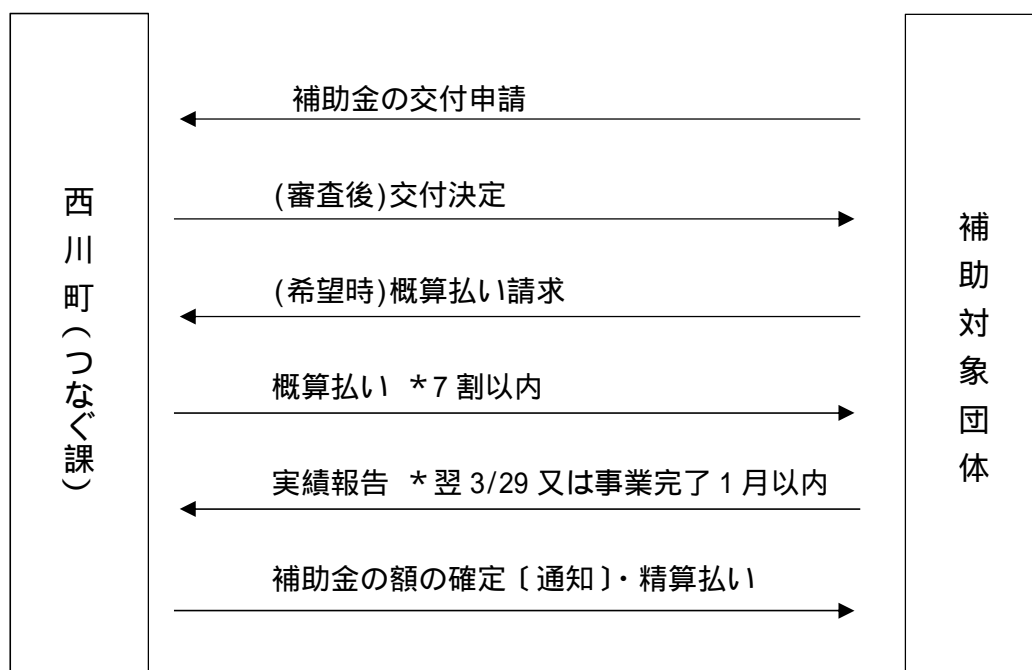 西川町(つなぐ課)
補助金の交付申請
(審査後)交付決定
(希望時)概算払い請求
概算払い *7割以内
実績報告 *翌3/29又は事業完了1月以内
補助金の額の確定〔通知〕・精算払い
補助対象団体